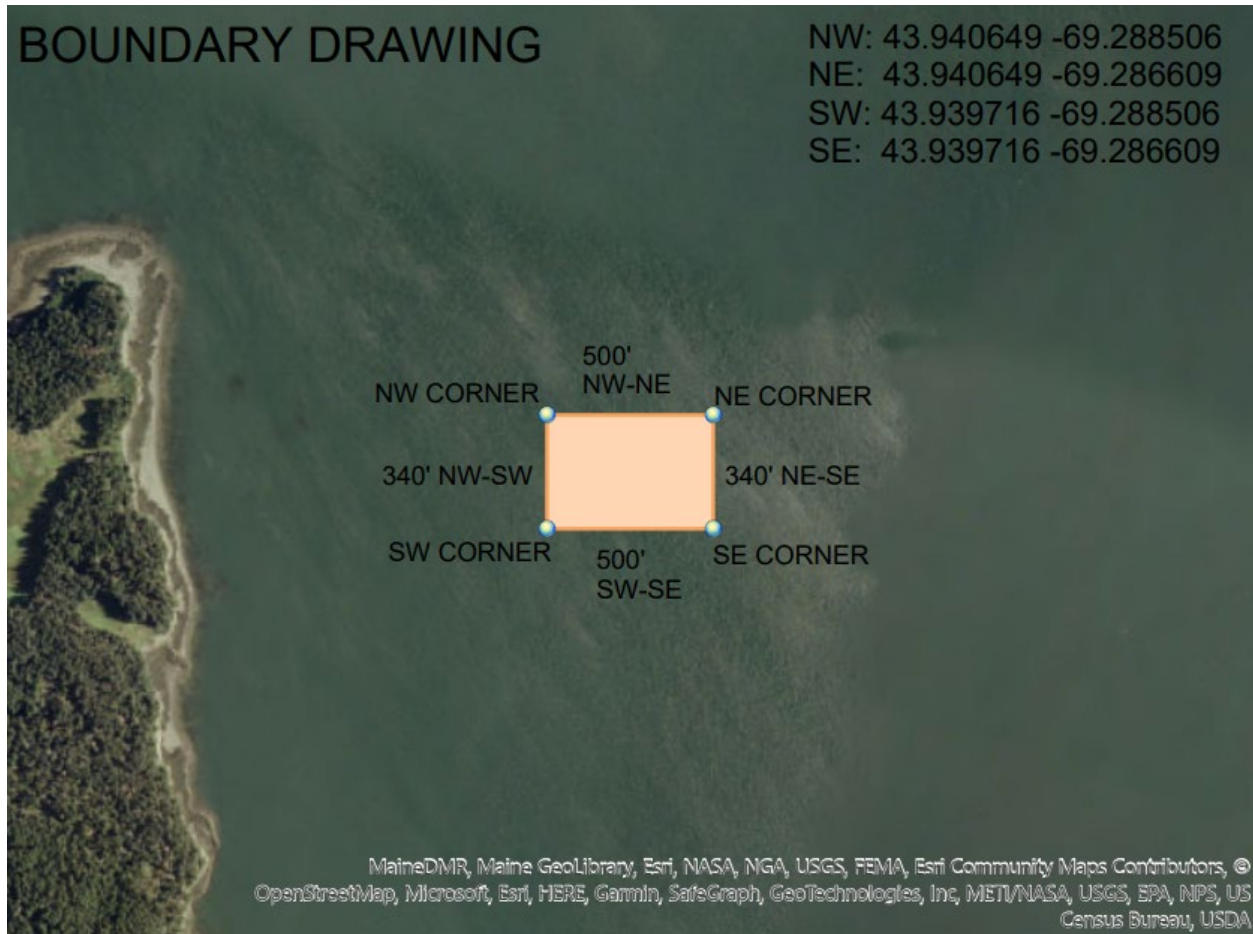 BOUNDARY DRAWING
NW: 43.940649 -69.288506
NE: 43.940649 -69.286609
SW: 43.939716 -69.288506
SE: 43.939716 -69.286609
500'
NW-NE
NW CORNER
NE CORNER
340' NW-SW
340' NE-SE
SW CORNER
SE CORNER
500'
SW-SE
MaineDMR, Maine GeoLibrary, Esri, NASA, NGA, USGS, FEMA, Esri Community Maps Contributors, ©
OpenStreetMap, Microsoft, Esri, HERE, Garmin, SafeGraph, GeoTechnologies, Inc, METI/NASA, USGS, EPA, NPS, US
Census Bureau, USDA